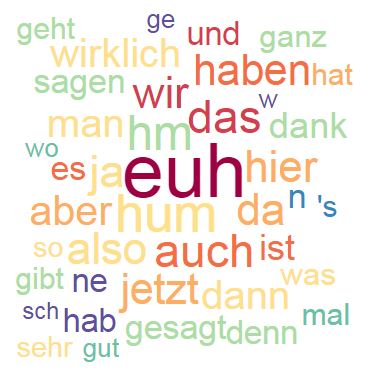 geht ge und ganz
wirklich haben hat
sagen wir das w
man hm dank
wo es ja euh hier
aber hum da n 's
so also auch ist
gibt ne jetzt dann was
sch hab gesagt denn mal
sehr gut